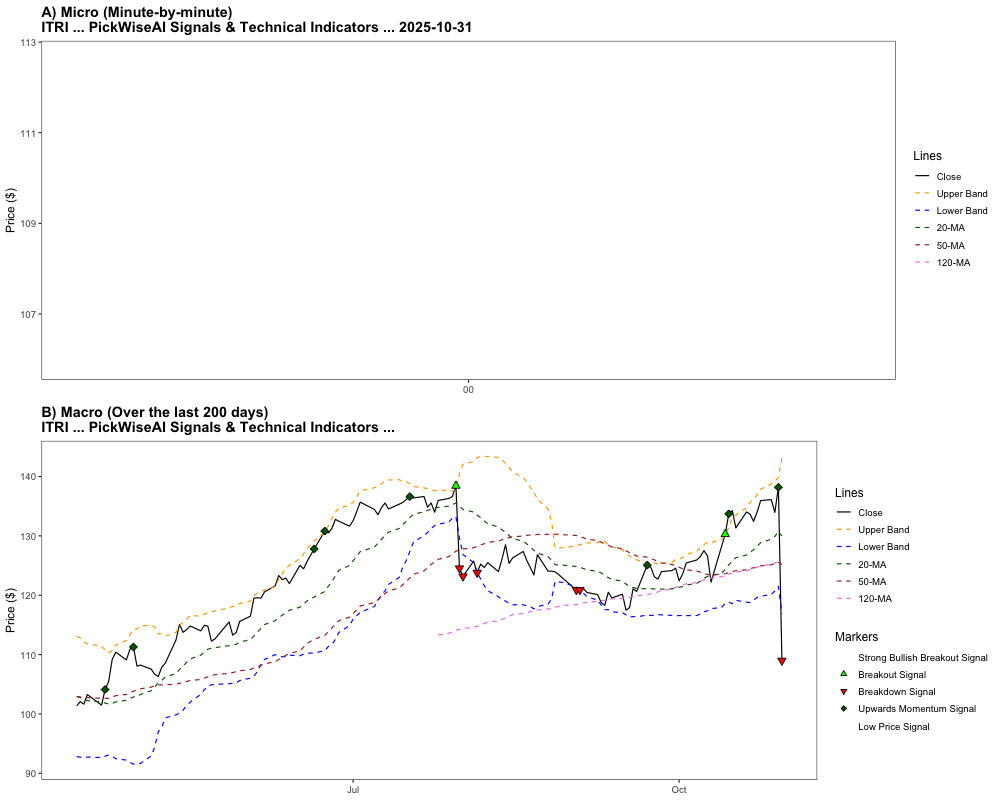 A) Micro (Minute-by-minute)
ITRI ... PickWiseAI Signals & Technical Indicators ... 2025-10-31
113
111
109
107
Price ($)
00
Lines
Close
Upper Band
Lower Band
20-MA
50-MA
120-MA
B) Macro (Over the last 200 days)
ITRI ... PickWiseAI Signals & Technical Indicators ...
140
130
120
110
100
90
Price ($)
Jul
Oct
Lines
Close
Upper Band
Lower Band
20-MA
50-MA
120-MA
Markers
Strong Bullish Breakout Signal
Breakout Signal
Breakdown Signal
Upwards Momentum Signal
Low Price Signal